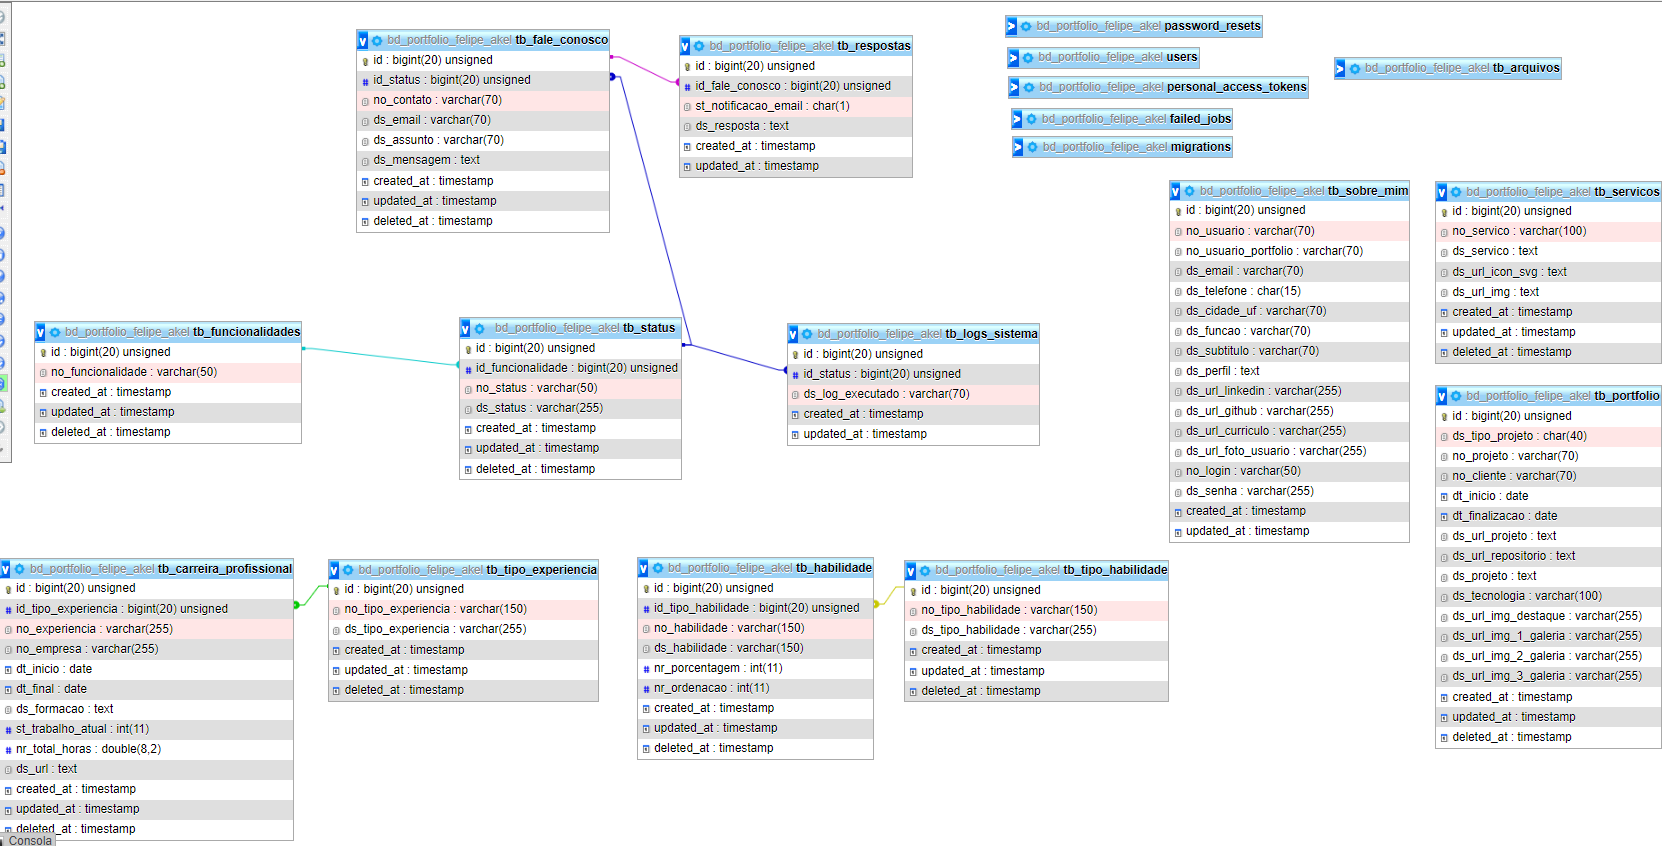 bd_portfolio_felipe_akel tb_fale_conosco
id : bigint(20) unsigned
id_status : bigint(20) unsigned
no_contato : varchar(70)
ds_email : varchar(70)
ds_assunto : varchar(70)
ds_mensagem : text
created_at : timestamp
updated_at : timestamp
deleted_at : timestamp
bd_portfolio_felipe_akel tb_respostas
id : bigint(20) unsigned
id_fale_conosco : bigint(20) unsigned
st_notificacao_email : char(1)
ds_resposta : text
created_at : timestamp
updated_at : timestamp
bd_portfolio_felipe_akel password_resets
bd_portfolio_felipe_akel users
bd_portfolio_felipe_akel personal_access_tokens
bd_portfolio_felipe_akel failed_jobs
bd_portfolio_felipe_akel migrations
bd_portfolio_felipe_akel tb_arquivos
bd_portfolio_felipe_akel tb_sobre_mim
id : bigint(20) unsigned
no_usuario : varchar(70)
no_usuario_portfolio : varchar(70)
ds_email : varchar(70)
ds_telefone : char(15)
ds_cidade_uf : varchar(70)
ds_funcao : varchar(70)
ds_subtitulo : varchar(70)
ds_perfil : text
ds_url_linkedin : varchar(255)
ds_url_github : varchar(255)
ds_url_curriculo : varchar(255)
ds_url_foto_usuario : varchar(255)
no_login : varchar(50)
ds_senha : varchar(255)
created_at : timestamp
updated_at : timestamp
bd_portfolio_felipe_akel tb_servicos
id : bigint(20) unsigned
no_servico : varchar(100)
ds_servico : text
ds_url_icon_svg : text
ds_url_img : text
created_at : timestamp
updated_at : timestamp
deleted_at : timestamp
bd_portfolio_felipe_akel tb_funcionalidades
id : bigint(20) unsigned
no_funcionalidade : varchar(50)
created_at : timestamp
updated_at : timestamp
deleted_at : timestamp
bd_portfolio_felipe_akel tb_status
id : bigint(20) unsigned
id_funcionalidade : bigint(20) unsigned
no_status : varchar(50)
ds_status : varchar(255)
created_at : timestamp
updated_at : timestamp
deleted_at : timestamp
bd_portfolio_felipe_akel tb_logs_sistema
id : bigint(20) unsigned
id_status : bigint(20) unsigned
ds_log_executado : varchar(70)
created_at : timestamp
updated_at : timestamp
bd_portfolio_felipe_akel tb_portfolio
id : bigint(20) unsigned
ds_tipo_projeto : char(40)
no_projeto : varchar(70)
no_cliente : varchar(70)
dt_inicio : date
dt_finalizacao : date
ds_url_projeto : text
ds_url_repositorio : text
ds_projeto : text
ds_tecnologia : varchar(100)
ds_url_img_destaque : varchar(255)
ds_url_img_1_galeria : varchar(255)
ds_url_img_2_galeria : varchar(255)
ds_url_img_3_galeria : varchar(255)
created_at : timestamp
updated_at : timestamp
deleted_at : timestamp
bd_portfolio_felipe_akel tb_carreira_profissional
id : bigint(20) unsigned
id_tipo_experiencia : bigint(20) unsigned
no_experiencia : varchar(255)
no_empresa : varchar(255)
dt_inicio : date
dt_final : date
ds_formacao : text
st_trabalho_atual : int(11)
nr_total_horas : double(8,2)
ds_url : text
created_at : timestamp
updated_at : timestamp
deleted_at : timestamp
bd_portfolio_felipe_akel tb_tipo_experiencia
id : bigint(20) unsigned
no_tipo_experiencia : varchar(150)
ds_tipo_experiencia : varchar(255)
created_at : timestamp
updated_at : timestamp
deleted_at : timestamp
bd_portfolio_felipe_akel tb_habilidade
id : bigint(20) unsigned
id_tipo_habilidade : bigint(20) unsigned
no_habilidade : varchar(150)
ds_habilidade : varchar(150)
nr_porcentagem : int(11)
nr_ordenacao : int(11)
created_at : timestamp
updated_at : timestamp
deleted_at : timestamp
bd_portfolio_felipe_akel tb_tipo_habilidade
id : bigint(20) unsigned
no_tipo_habilidade : varchar(150)
ds_tipo_habilidade : varchar(255)
created_at : timestamp
updated_at : timestamp
deleted_at : timestamp
Consola